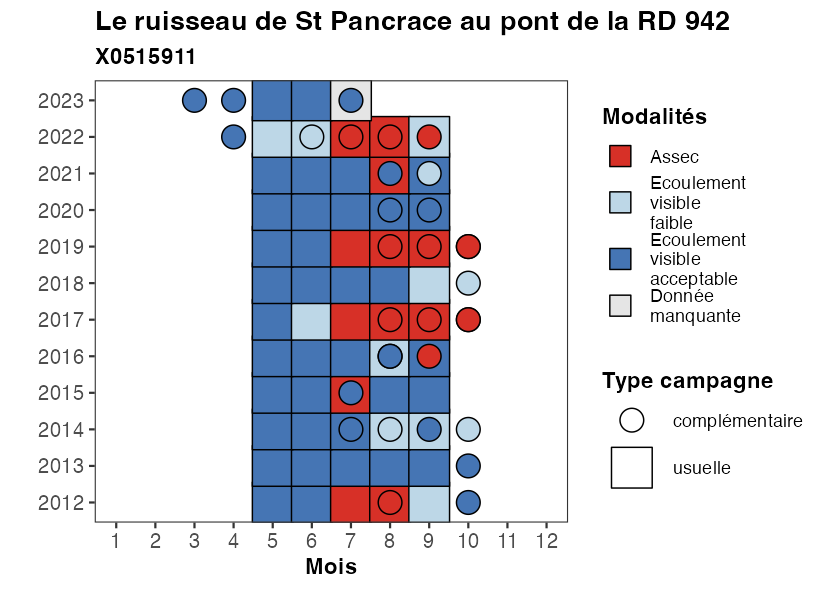 Le ruisseau de St Pancrace au pont de la RD 942
X0515911
2023
2022
2021
2020
2019
2018
2017
2016
2015
2014
2013
2012
1 2 3 4 5 6 7 8 9 10 11 12
Mois
Modalités
Assec
Ecoulement
visible
faible
Ecoulement
visible
acceptable
Donnée
manquante
Type campagne
complémentaire
usuelle